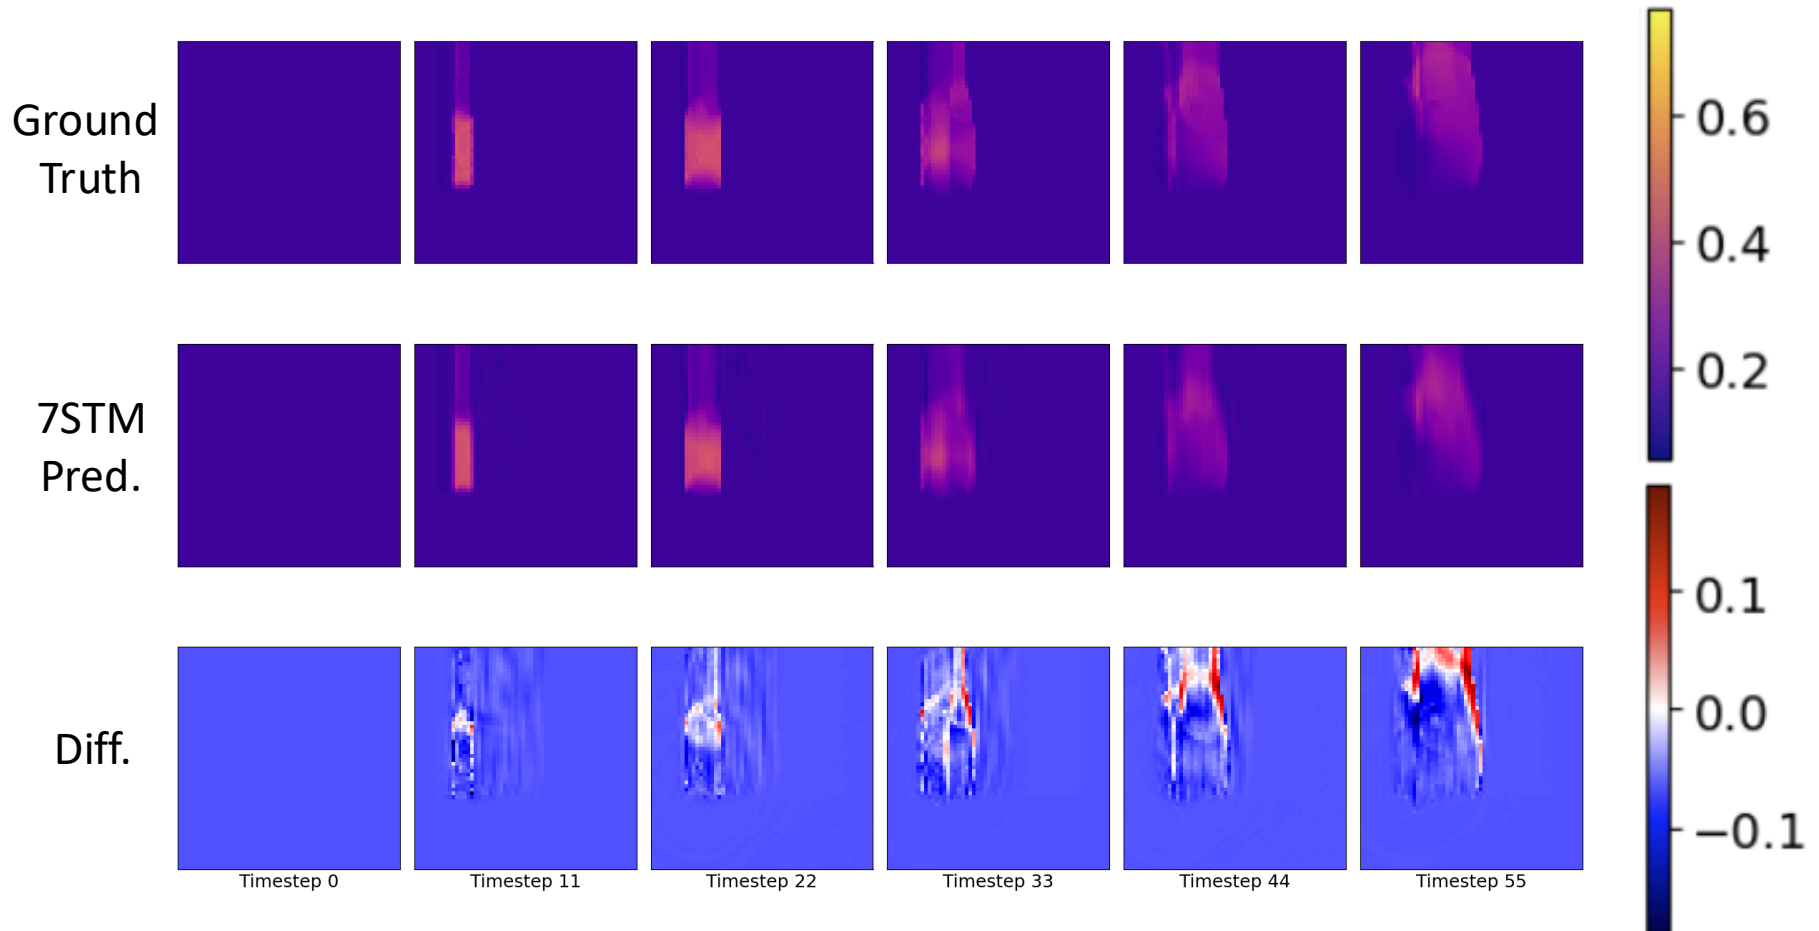 Ground
Truth
7STM
Pred.
Diff.
Timestep 0
Timestep 11
Timestep 22
Timestep 33
Timestep 44
Timestep 55
0.6
0.4
0.2
0.1
0.0
−0.1